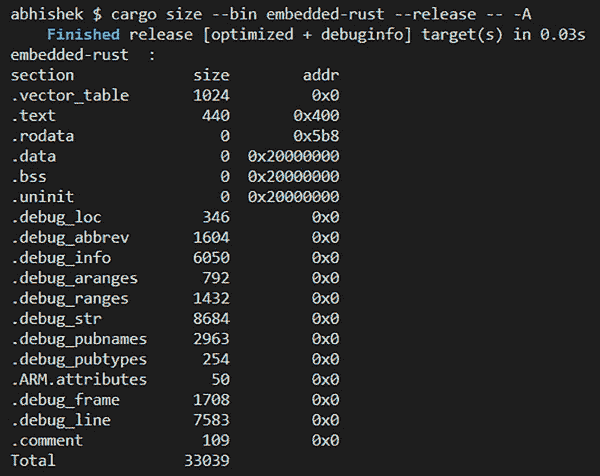 abhishek $ cargo size --bin embedded-rust --release -- -A
    Finished release [optimized + debuginfo] target(s) in 0.03s
embedded-rust  :
section              size        addr
.vector_table        1024         0x0
.text                 440       0x400
.rodata                 0       0x5b8
.data                   0  0x20000000
.bss                    0  0x20000000
.uninit                 0  0x20000000
.debug_loc            346         0x0
.debug_abbrev        1604         0x0
.debug_info          6050         0x0
.debug_aranges        792         0x0
.debug_ranges        1432         0x0
.debug_str           8684         0x0
.debug_pubnames      2963         0x0
.debug_pubtypes       254         0x0
.ARM.attributes        50         0x0
.debug_frame         1708         0x0
.debug_line          7583         0x0
.comment              109         0x0
Total               33039